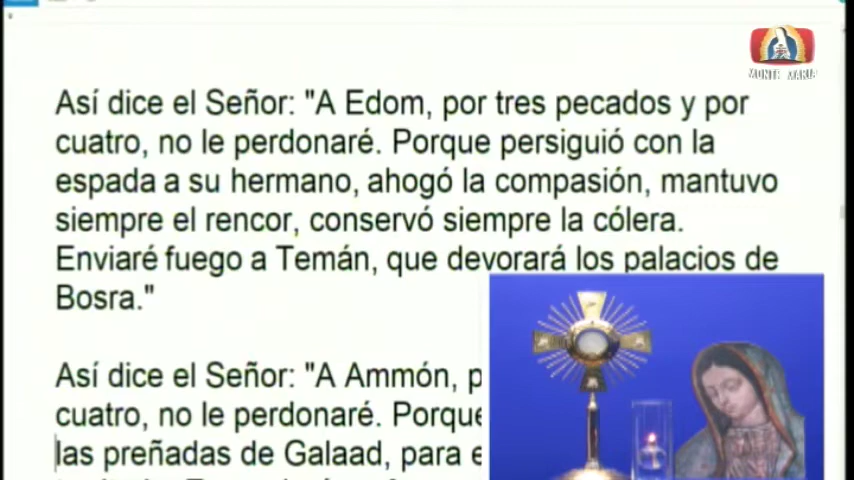 MONTE MARIA
Así dice el Señor: "A Edom, por tres pecados y por
cuatro, no le perdonaré. Porque persiguió con la
espada a su hermano, ahogó la compasión, mantuvo
siempre el rencor, conservó siempre la cólera.
Enviaré fuego a Temán, que devorará los palacios de
Bosra."
Así dice el Señor: "A Ammón, p
cuatro, no le perdonaré. Porque
las preñadas de Galaad, para e